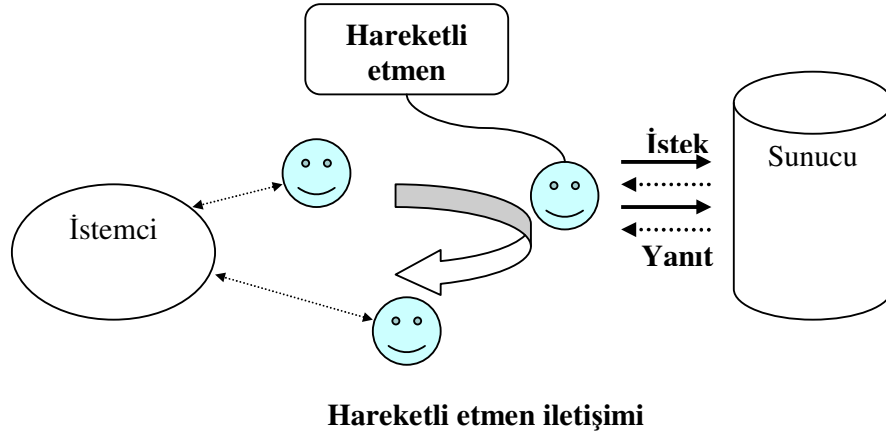 Hareketli
etmen
İstek
Sunucu
İstemci
Yanıt
Hareketli etmen iletişimi